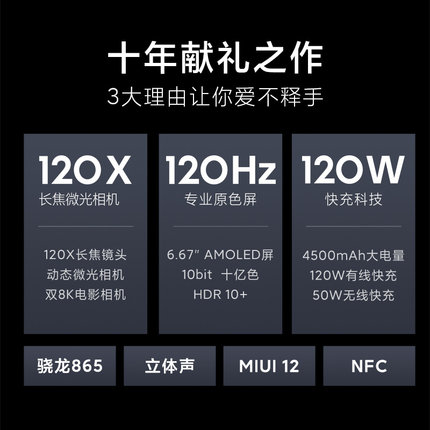 十年献礼之作
3大理由让你爱不释手
120X
长焦微光相机
120X长焦镜头
动态微光相机
双8K电影相机
120Hz
专业原色屏
6.67" AMOLED屏
10bit 十亿色
HDR 10+
120W
快充科技
4500mAh大电量
120W有线快充
50W无线快充
骁龙865
立体声
MIUI 12
NFC